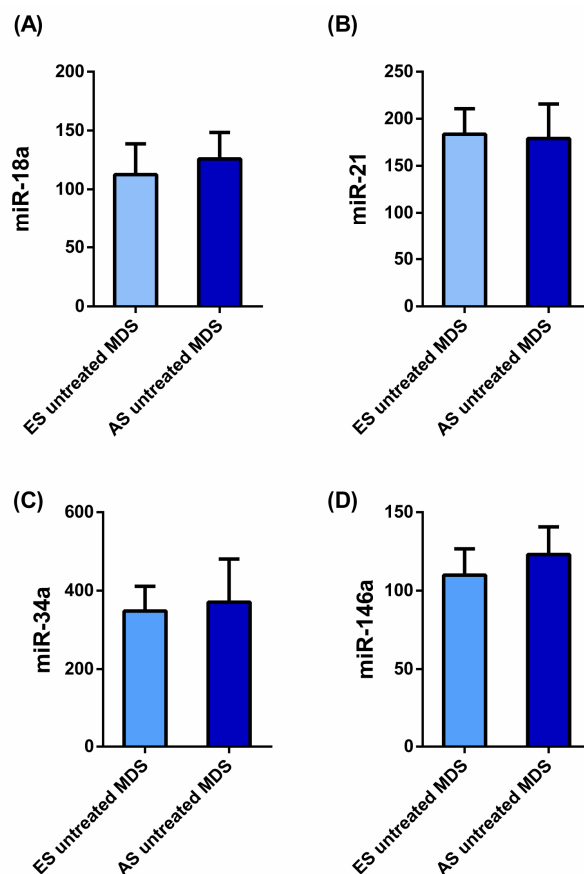 (A)
miR-18a
200
150
100
50
0
ES untreated MDS
AS untreated MDS
(B)
miR-21
250
200
150
100
50
0
ES untreated MDS
AS untreated MDS
(C)
miR-34a
600
400
200
0
ES untreated MDS
AS untreated MDS
(D)
miR-146a
150
100
50
0
ES untreated MDS
AS untreated MDS